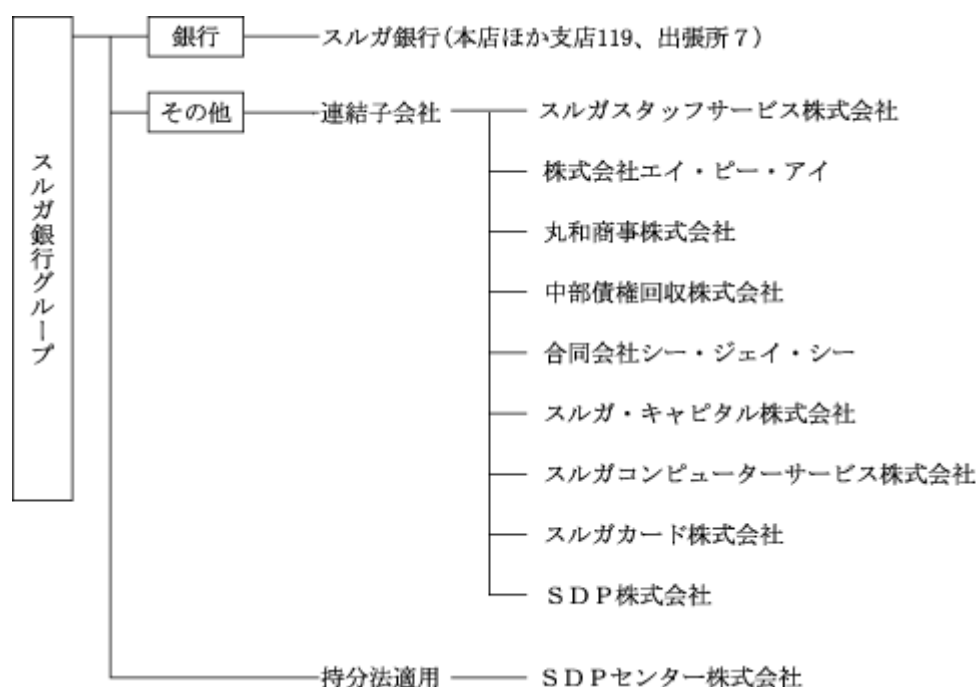 スルガ銀行グループ
銀行
スルガ銀行(本店ほか支店119、出張所7)
その他
連結子会社
スルガスタッフサービス株式会社
株式会社エイ・ピー・アイ
丸和商事株式会社
中部債権回収株式会社
合同会社シー・ジェイ・シー
スルガ・キャピタル株式会社
スルガコンピューターサービス株式会社
スルガカード株式会社
SDP株式会社
持分法適用
SDPセンター株式会社